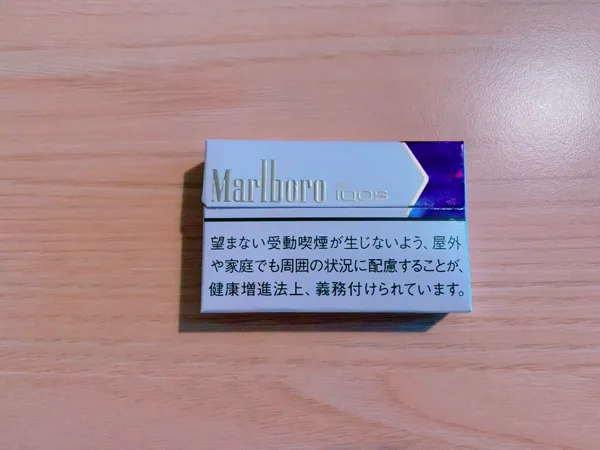 Marlboro IQOS
望まない受動喫煙が生じないよう、屋外
や家庭でも周囲の状況に配慮することが、
健康増進法上、義務付けられています。